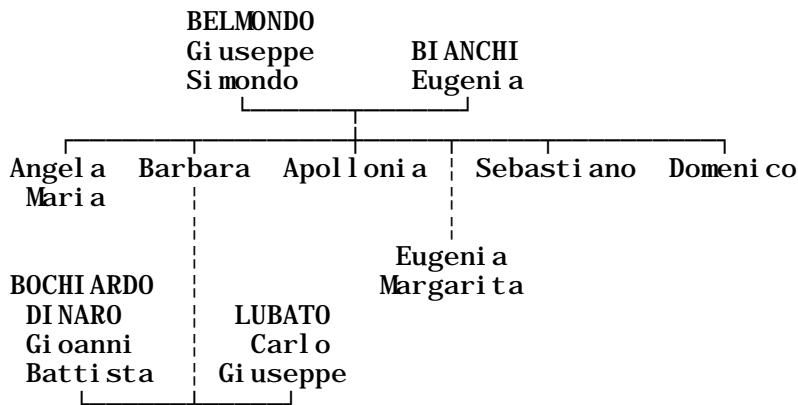 BELMONDO
Giuseppe BIANCHI
Simondo Eugenia
Angela Barbara Apollonia Sebastiano Domenico
Maria
Eugenia
BOCHIARDO Margarita
DINARO LUBATO
Gioanni Carlo
Battista Giuseppe